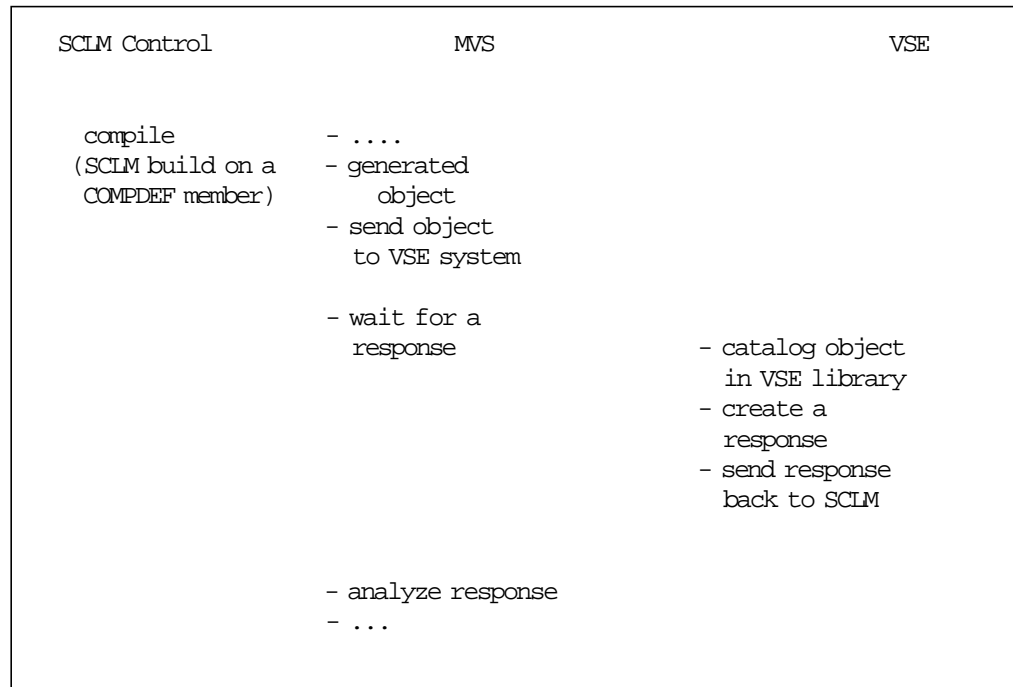 SCLM Control MVS VSE
compile - ....
(SCLM build on a - generated
COMPDEF member) object
- send object
to VSE system
- wait for a
response - catalog object
in VSE library
- create a
response
- send response
back to SCLM
- analyze response
- ...